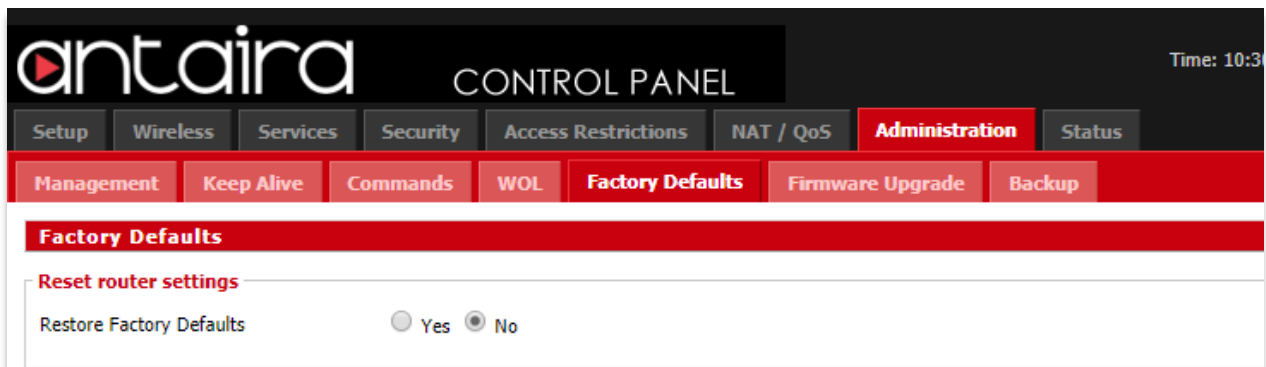 antaira CONTROL PANEL
Time: 10:30
Setup Wireless Services Security Access Restrictions NAT / QoS Administration Status
Management Keep Alive Commands WOL Factory Defaults Firmware Upgrade Backup
Factory Defaults
Reset router settings
Restore Factory Defaults Yes No